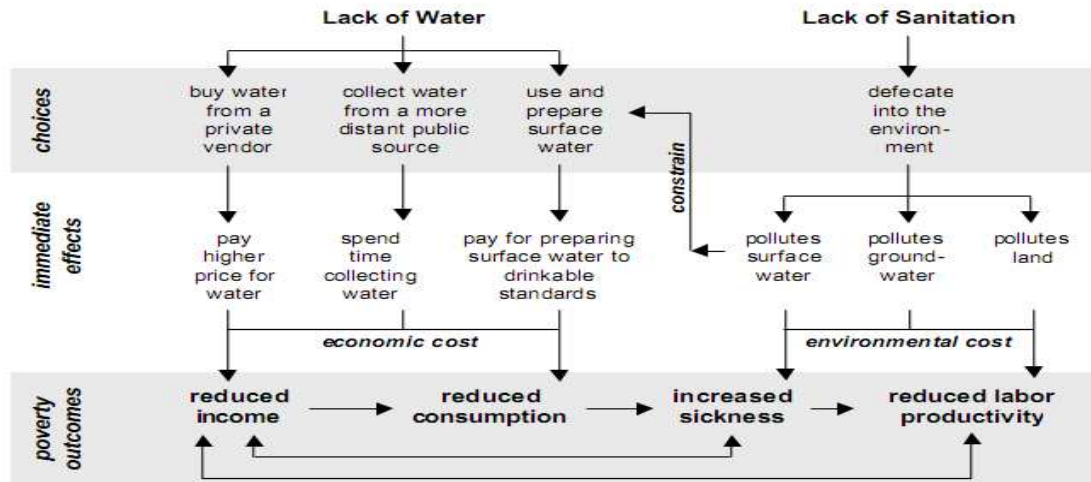 Lack of Water
Lack of Sanitation
choices
buy water
from a
private
vendor
collect water
from a more
distant public
source
use and
prepare
surface
water
defecate
into the
environ-
ment
constrain
immediate
effects
pay
higher
price for
water
spend
time
collecting
water
pay for preparing
surface water to
drinkable
standards
pollutes
surface
water
pollutes
ground-
water
pollutes
land
economic cost
environmental cost
poverty
outcomes
reduced
income
reduced
consumption
increased
sickness
reduced labor
productivity